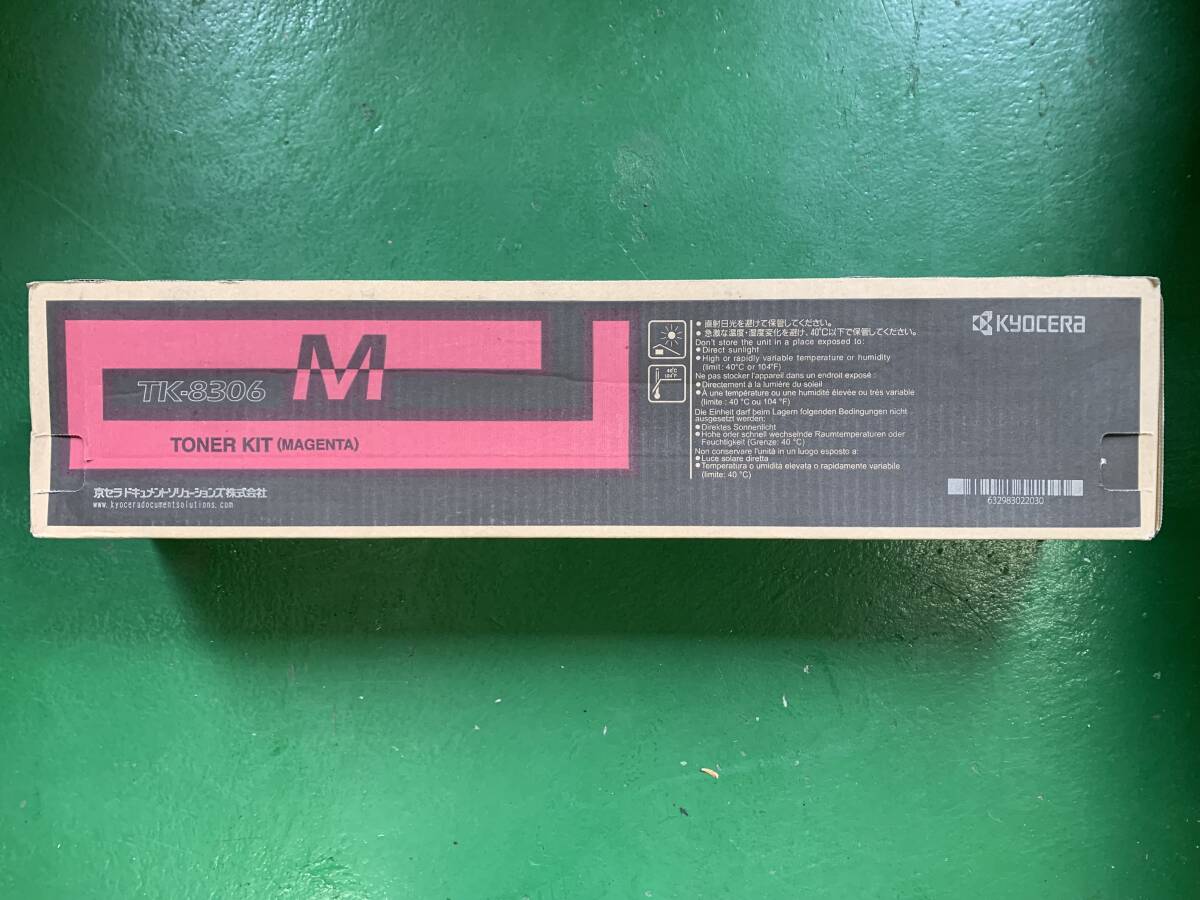 M
TK-8306
TONER KIT (MAGENTA)
京セラドキュメントソリューションズ株式会社
www.kyoceradocumentsolutions.com
40°C
104°F
● 直射日光を避けて保管してください。
● 急激な温度・湿度変化を避け、40℃以下で保管してください。
Don't store the unit in a place exposed to:
● Direct sunlight
● High or rapidly variable temperature or humidity
(limit: 40°C or 104°F)
Ne pas stocker l'appareil dans un endroit exposé :
● Directement à la lumière du soleil
● À une température ou une humidité élevée ou très variable
(limite : 40 °C ou 104 °F)
Die Einheit darf beim Lagern folgenden Bedingungen nicht
ausgesetzt werden:
● Direktes Sonnenlicht
● Hohe oder schnell wechselnde Raumtemperaturen oder
Feuchtigkeit (Grenze: 40 °C)
Non conservare l'unità in un luogo esposto a:
● Luce solare diretta
● Temperatura o umidità elevata o rapidamente variabile
(limite: 40 °C)
KYOCERA
632983022030